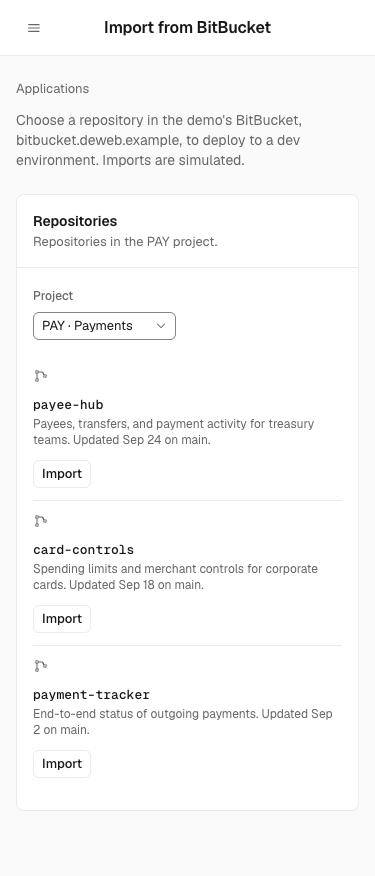 Import from BitBucket
Applications
Choose a repository in the demo's BitBucket,
bitbucket.deweb.example, to deploy to a dev
environment. Imports are simulated.
Repositories
Repositories in the PAY project.
Project
PAY · Payments
payee-hub
Payees, transfers, and payment activity for treasury
teams. Updated Sep 24 on main.
Import
card-controls
Spending limits and merchant controls for corporate
cards. Updated Sep 18 on main.
Import
payment-tracker
End-to-end status of outgoing payments. Updated Sep
2 on main.
Import